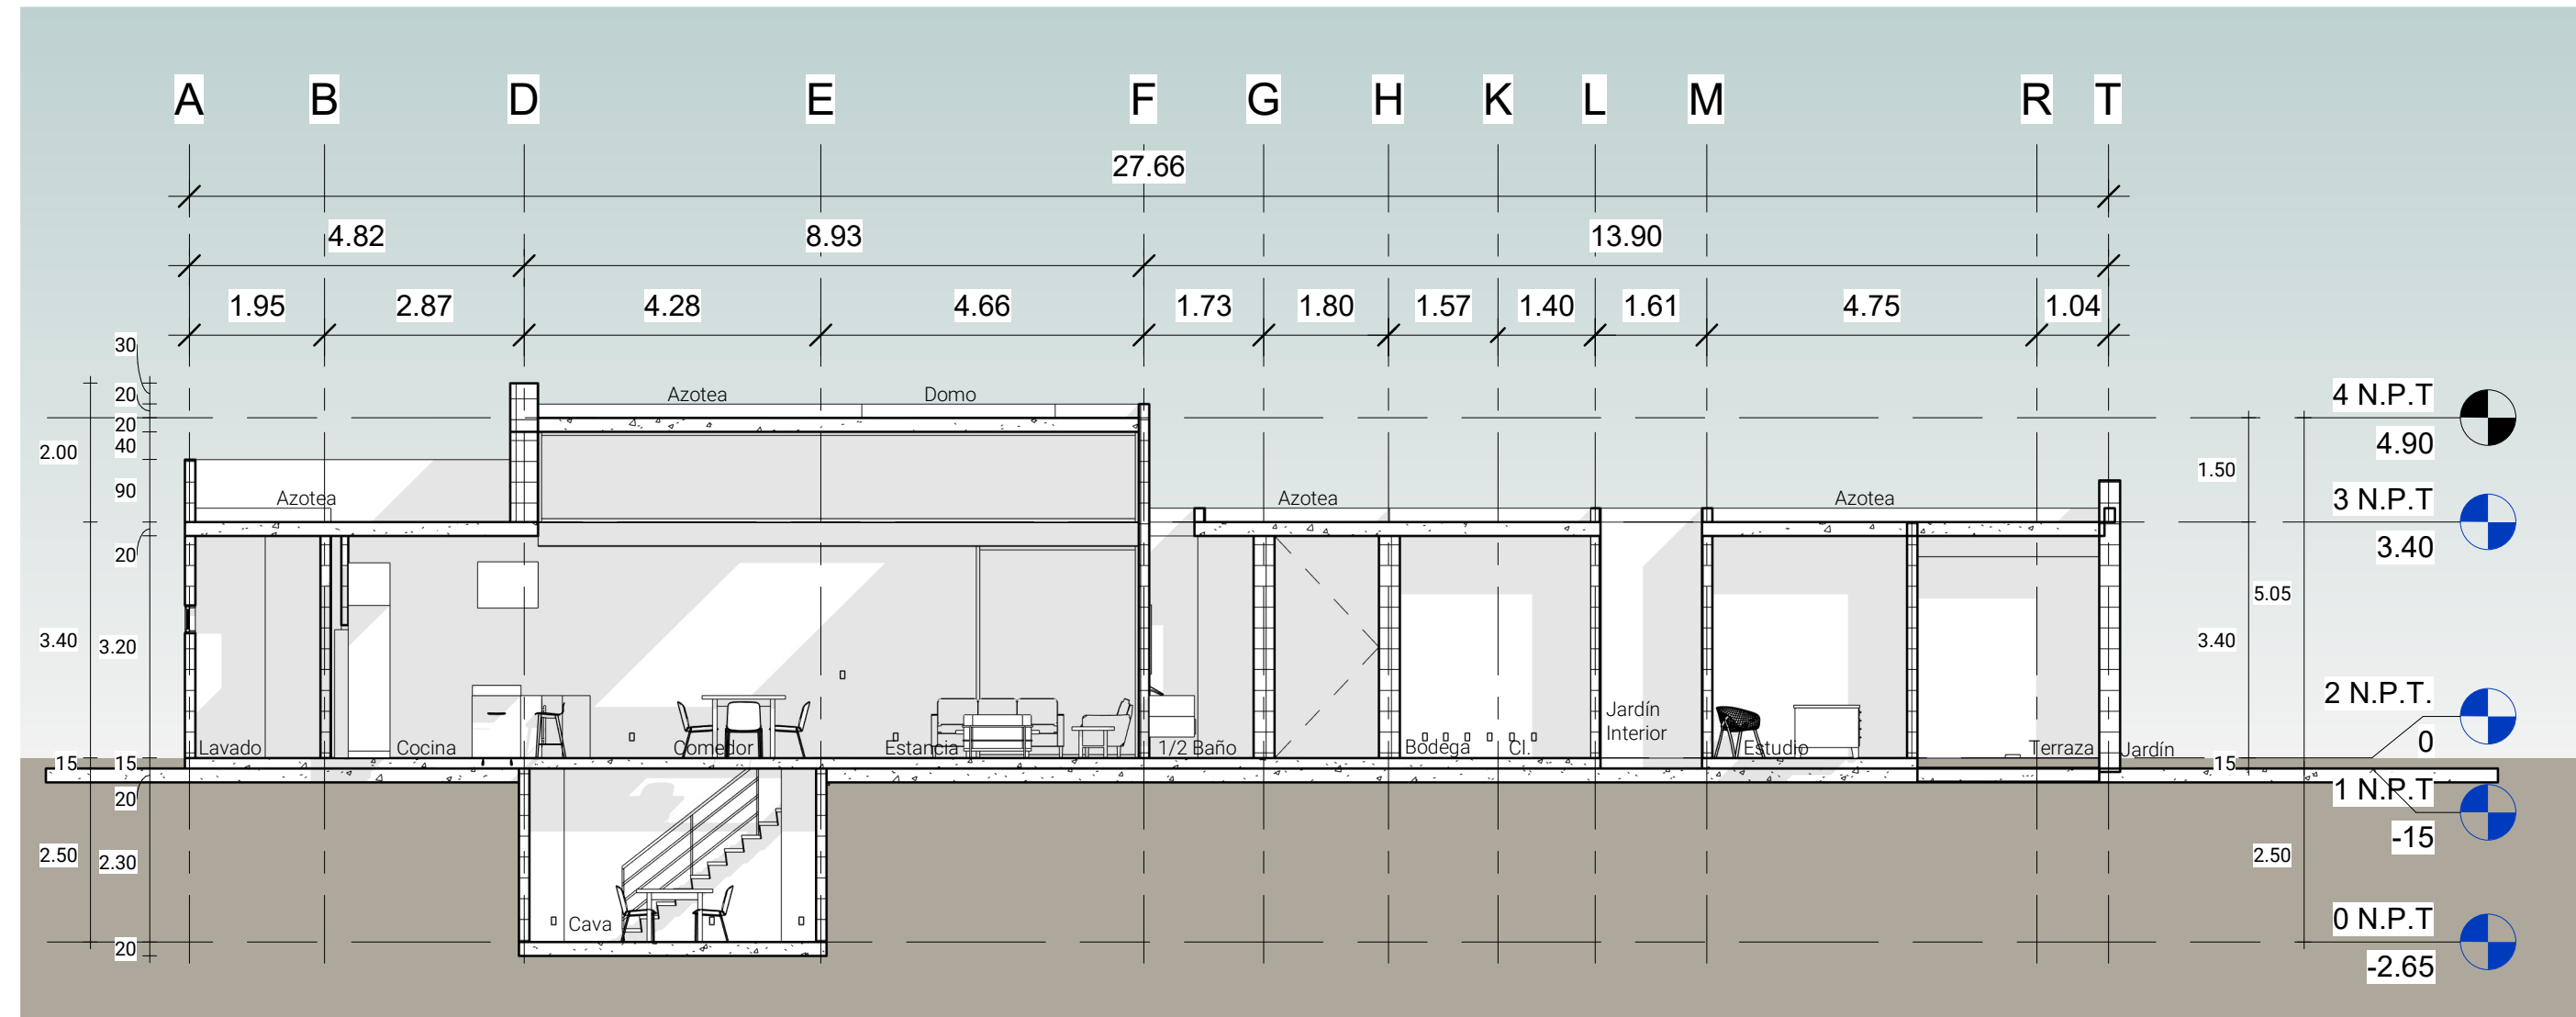 A B D E F G H K L M R T
27.66
4.82 8.93 13.90
1.95 2.87 4.28 4.66 1.73 1.80 1.57 1.40 1.61 4.75 1.04
30
20
Azotea Domo
4 N.P.T
20
40
4.90
2.00
1.50
90
Azotea
Azotea
Azotea
3 N.P.T
20
3.40
5.05
3.40
3.20
3.40
2 N.P.T.
Jardín
Interior
0
Lavado Cocina Comedor Estancia 1/2 Baño Bodega Cl. Estudio Terraza Jardín
15 15
15
1 N.P.T
20
-15
2.50
2.30
2.50
Cava
0 N.P.T
20
-2.65